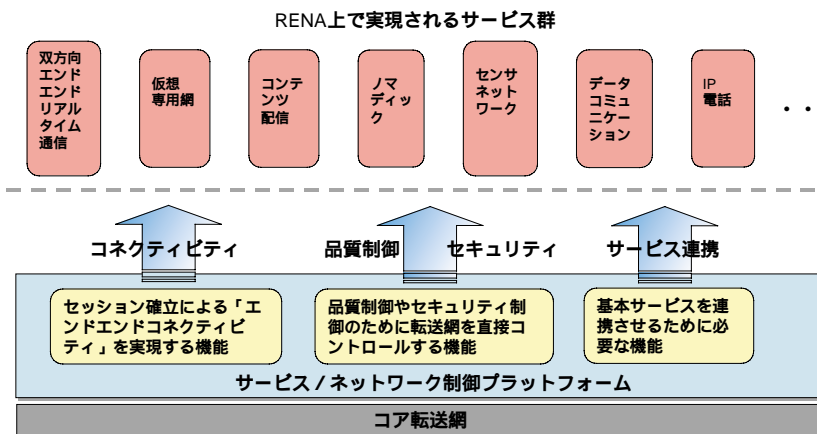 RENA上で実現されるサービス群
双方向
エンド
エンド
リアル
タイム
通信
仮想
専用網
コンテ
ンツ
配信
ノマ
ディッ
ク
センサ
ネット
ワーク
データ
コミュ
ニケー
ション
IP
電話
・・
コネクティビティ
品質制御
セキュリティ
サービス連携
セッション確立による「エ
ンドエンドコネクティビ
ティ」を実現する機能
品質制御やセキュリティ制
御のために転送網を直接コ
ントロールする機能
基本サービスを連
携させるために必
要な機能
サービス/ネットワーク制御プラットフォーム
コア転送網